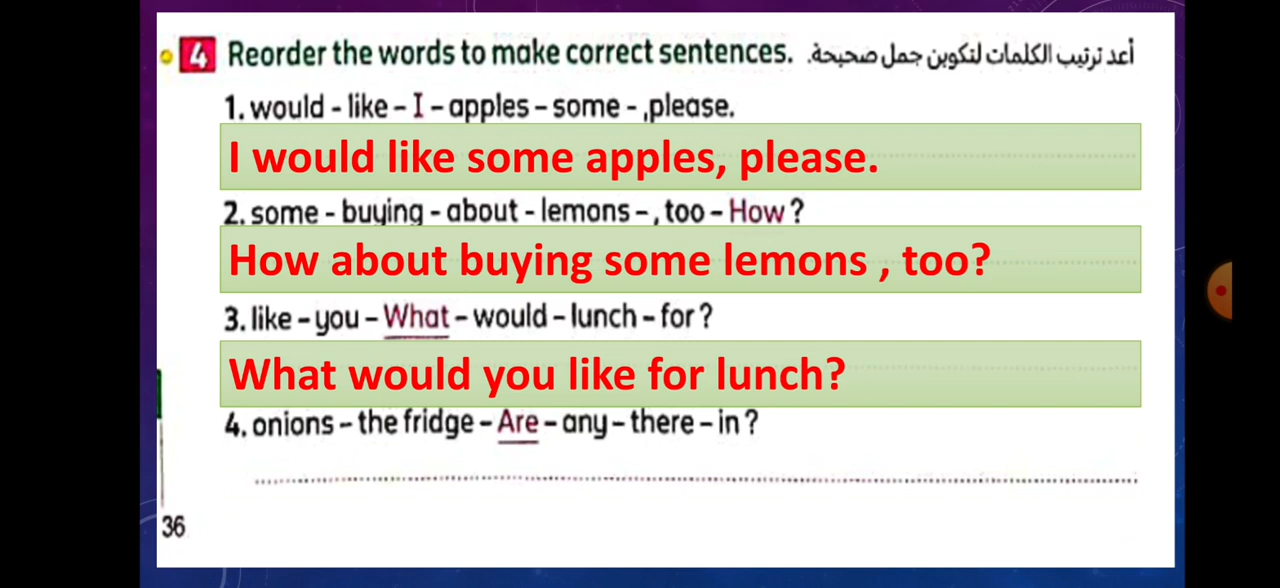 4 Reorder the words to make correct sentences. أعد ترتيب الكلمات لتكوين جمل صحيحة.
1. would - like - I - apples - some - ,please.
I would like some apples, please.
2. some - buying - about - lemons - , too - How ?
How about buying some lemons , too?
3. like - you - What - would - lunch - for ?
What would you like for lunch?
4. onions - the fridge - Are - any - there - in ?
36